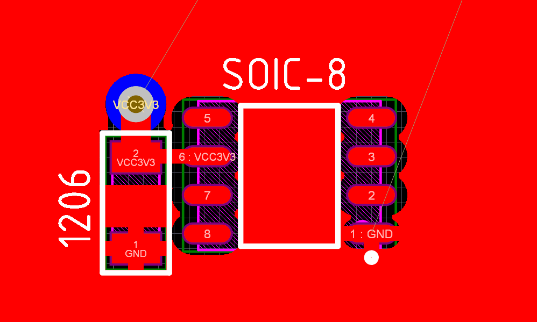 SOIC-8
VCC3V3
5
4
2
VCC3V3
6 : VCC3V3
3
1206
7
2
8
1 : GND
1
GND